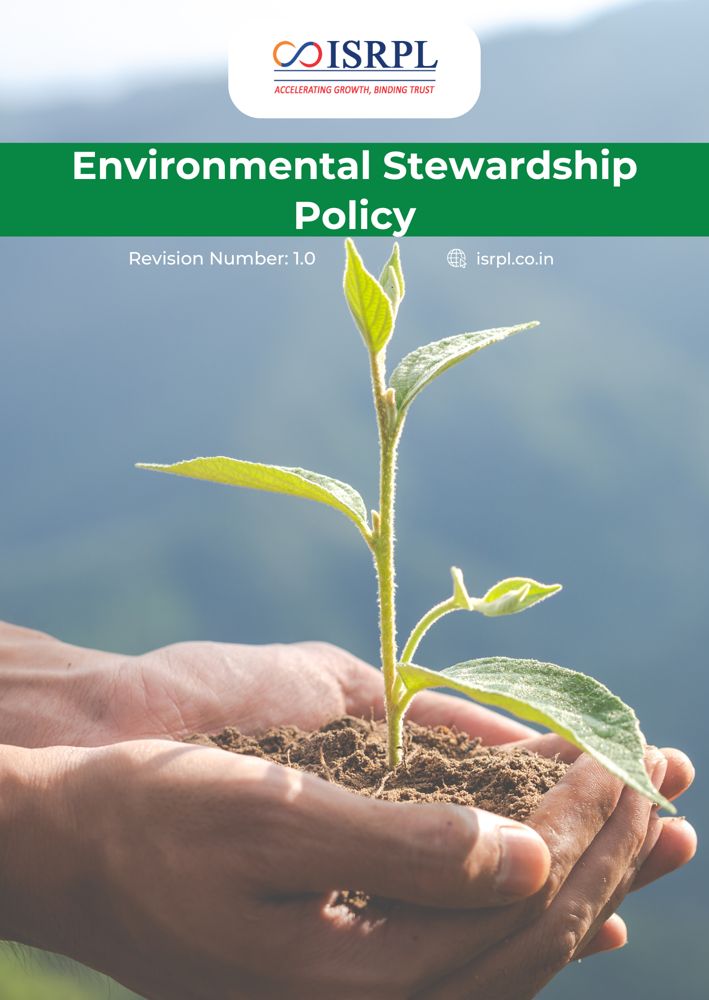 ISRPL
ACCELERATING GROWTH, BINDING TRUST
Environmental Stewardship
Policy
Revision Number: 1.0
isrpl.co.in